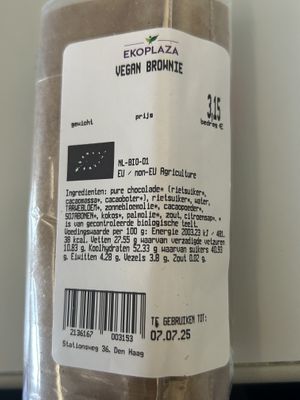 EKOPLAZA
VEGAN BROWNIE
gewicht prijs 3,15
bedrag €
NL-BIO-01
EU / non-EU Agriculture
Ingredienten: pure chocolade* (rietsuiker*,
cacaomassa*, cacaoboter*), rietsuiker*, water,
TARWEBLOEM*, zonnebloemolie*, cacaopoeder,
SOJABONEN*, kokos*, palmolie*, zout, citroensap*. *
is van gecontroleerde biologische teelt.
Voedingswaarde per 100 g: Energie 2003.23 kJ / 481.
38 kcal. Vetten 27.55 g waarvan verzadigde vetzuren
10.83 g. Koolhydraten 52.33 g waarvan suikers 40.93
g. Eiwitten 4.28 g. Vezels 3.8 g. Zout 0.02 g.
2136167 003153
TE GEBRUIKEN TOT:
07.07.25
Stationsweg 36, Den Haag